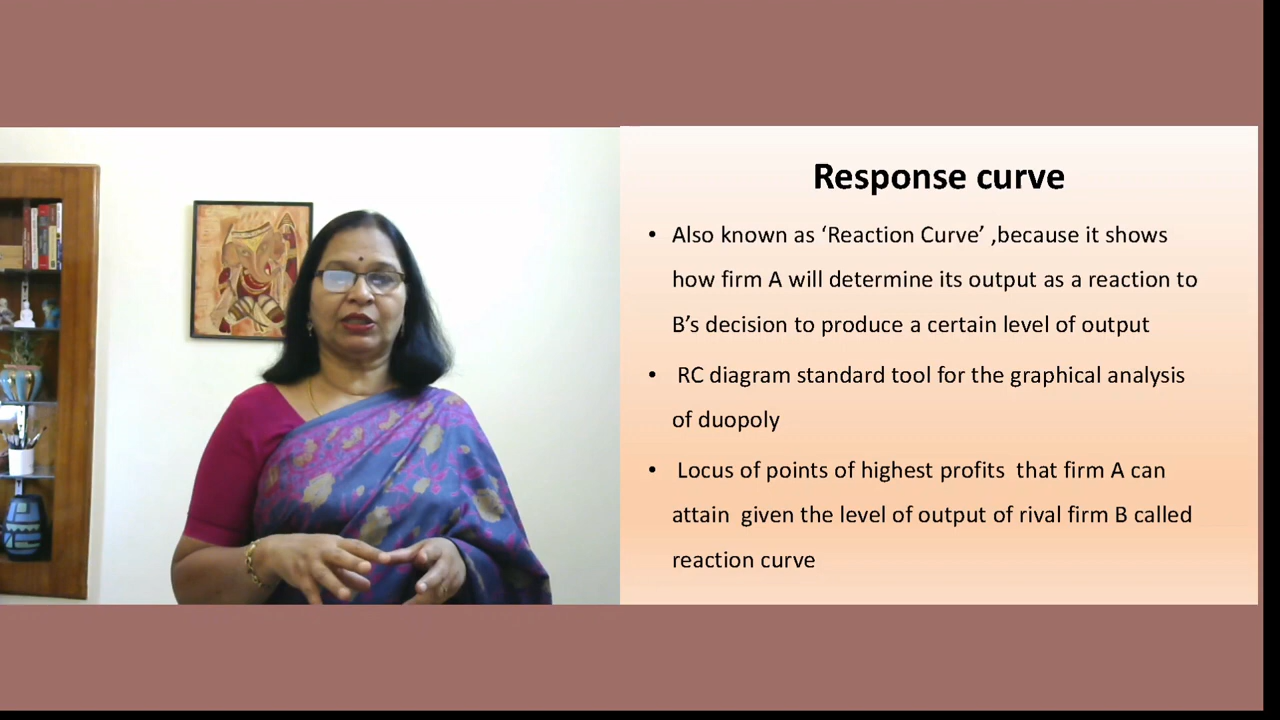 Response curve
• Also known as ‘Reaction Curve’ ,because it shows
how firm A will determine its output as a reaction to
B’s decision to produce a certain level of output
• RC diagram standard tool for the graphical analysis
of duopoly
• Locus of points of highest profits that firm A can
attain given the level of output of rival firm B called
reaction curve